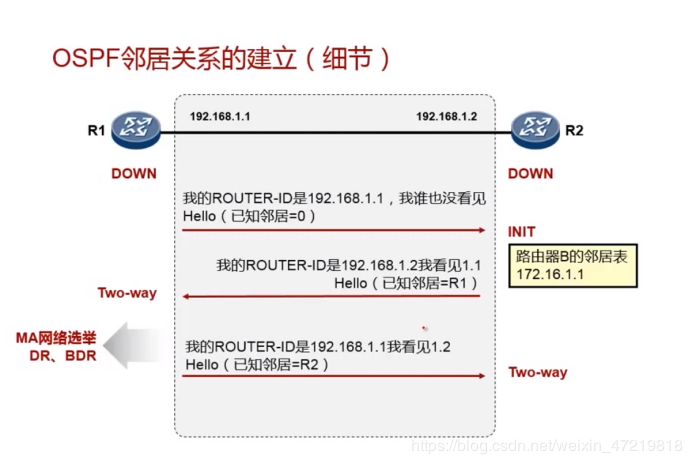 OSPF邻居关系的建立（细节）
192.168.1.1
192.168.1.2
R1
R2
DOWN
DOWN
我的ROUTER-ID是192.168.1.1，我谁也没看见
Hello（已知邻居=0）
INIT
路由器B的邻居表
172.16.1.1
我的ROUTER-ID是192.16.1.2我看见1.1
Hello（已知邻居=R1）
Two-way
MA网络选举
DR、BDR
我的ROUTER-ID是192.168.1.1我看见1.2
Hello（已知邻居=R2）
Two-way
https://blog.csdn.net/weixin_47219818